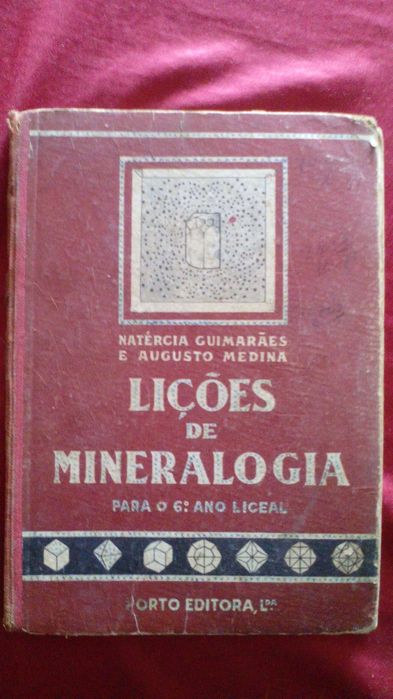 NATÉRCIA GUIMARÃES
E AUGUSTO MEDINA
LIÇÕES
DE
MINERALOGIA
PARA O 6.º ANO LICEAL
PORTO EDITORA, L.DA